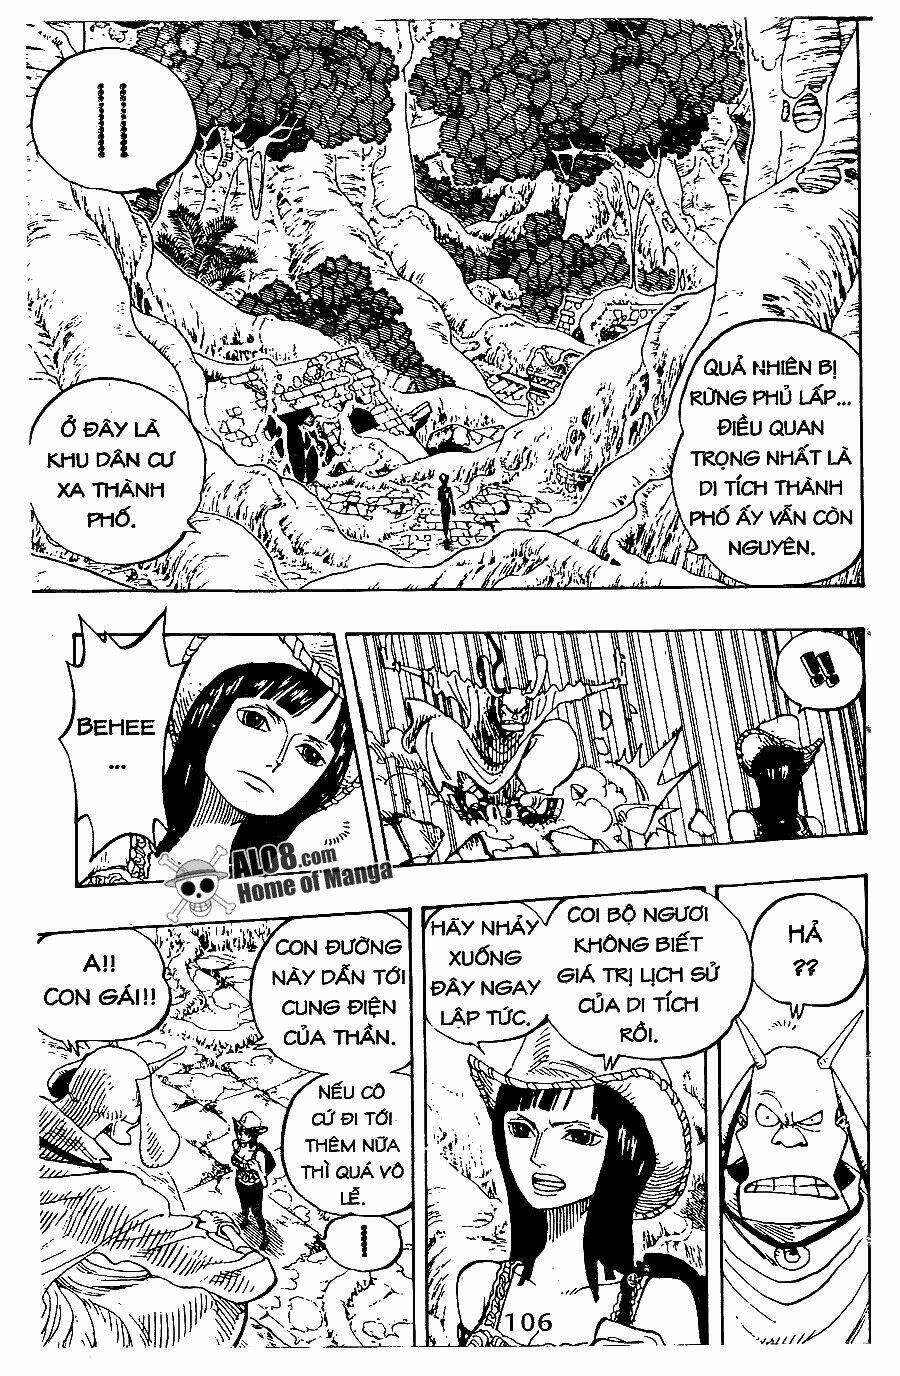 QUẢ NHIÊN BỊ
RỪNG PHỦ LẤP...
ĐIỀU QUAN
TRỌNG NHẤT LÀ
DI TÍCH THÀNH
PHỐ ẤY VẪN CÒN
NGUYÊN.
Ở ĐÂY LÀ
KHU DÂN CƯ
XA THÀNH
PHỐ.
!!
BEHEE
...
HẢ
??
COI BỘ NGƯƠI
KHÔNG BIẾT
GIÁ TRỊ LỊCH SỬ
CỦA DI TÍCH
RỒI.
HÃY NHẢY
XUỐNG
ĐÂY NGAY
LẬP TỨC.
CON ĐƯỜNG
NÀY DẪN TỚI
CUNG ĐIỆN
CỦA THẦN.
NẾU CÔ
CỨ ĐI TỚI
THÊM NỮA
THÌ QUÁ VÔ
LỄ.
A!!
CON GÁI!!
AL08.com
Home of Manga
106